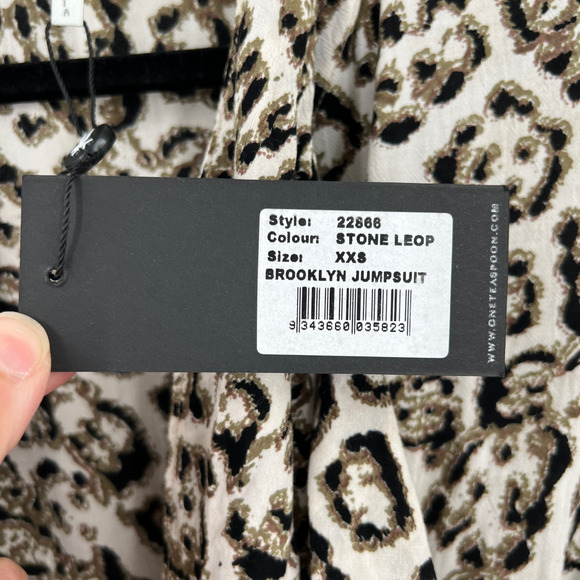 Style: 22866
Colour: STONE LEOP
Size: XXS
BROOKLYN JUMPSUIT
9 343660 035823
WWW.ONETEASPOON.COM